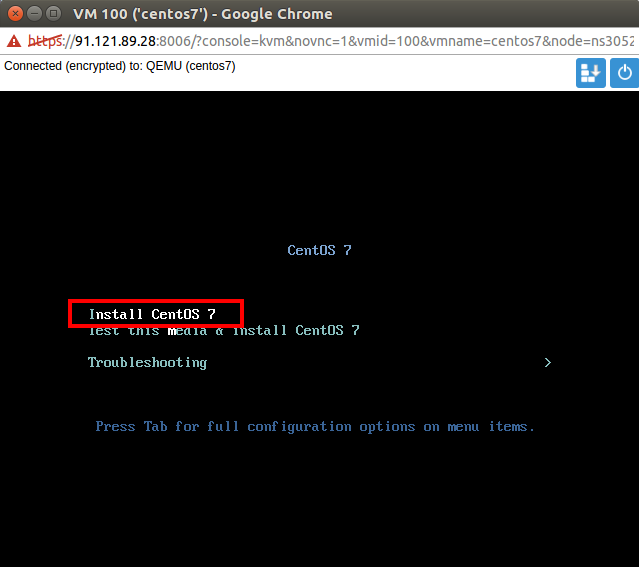 VM 100 ('centos7') - Google Chrome
https://91.121.89.28:8006/?console=kvm&novnc=1&vmid=100&vmname=centos7&node=ns3052
Connected (encrypted) to: QEMU (centos7)
CentOS 7
Install CentOS 7
Test this media & install CentOS 7
Troubleshooting >
Press Tab for full configuration options on menu items.